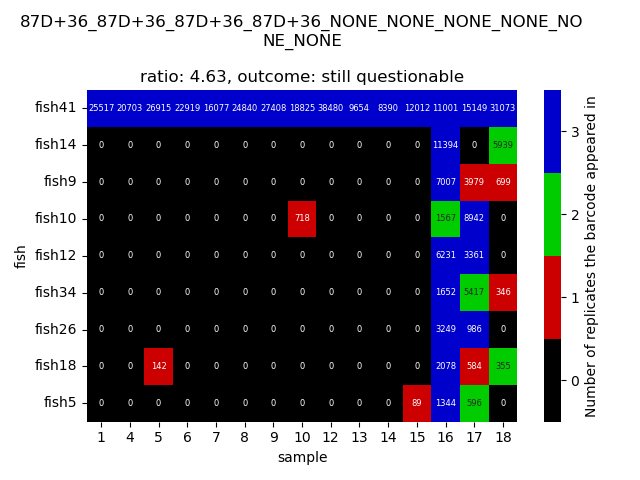 87D+36_87D+36_87D+36_87D+36_NONE_NONE_NONE_NONE_NO
NE_NONE
ratio: 4.63, outcome: still questionable
fish41 25517 20703 26915 22919 16077 24840 27408 18825 38480 9654 8390 12012 11001 15149 31073
fish14 0 0 0 0 0 0 0 0 0 0 0 0 11394 0 5939
fish9 0 0 0 0 0 0 0 0 0 0 0 0 7007 3979 699
fish10 0 0 0 0 0 0 0 718 0 0 0 0 1567 8942 0
fish12 0 0 0 0 0 0 0 0 0 0 0 0 6231 3361 0
fish34 0 0 0 0 0 0 0 0 0 0 0 0 1652 5417 346
fish26 0 0 0 0 0 0 0 0 0 0 0 0 3249 986 0
fish18 0 0 142 0 0 0 0 0 0 0 0 0 2078 584 355
fish5 0 0 0 0 0 0 0 0 0 0 0 89 1344 596 0
1 4 5 6 7 8 9 10 12 13 14 15 16 17 18
sample
fish
3
2
1
0
Number of replicates the barcode appeared in